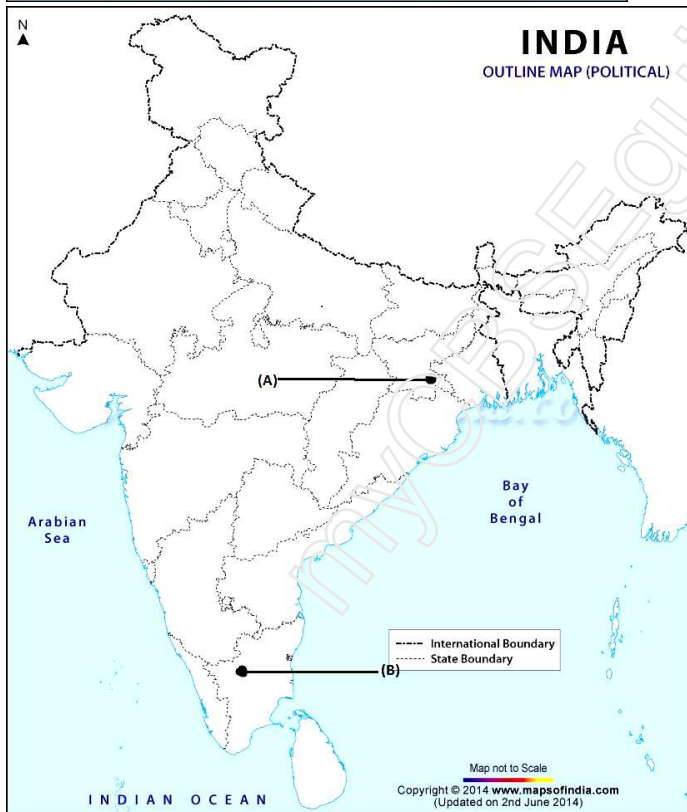 N
INDIA
OUTLINE MAP (POLITICAL)
(A)
Arabian
Sea
Bay
of
Bengal
International Boundary
State Boundary
(B)
Map not to Scale
Copyright © 2014 www.mapsofindia.com
(Updated on 2nd June 2014)
INDIAN OCEAN